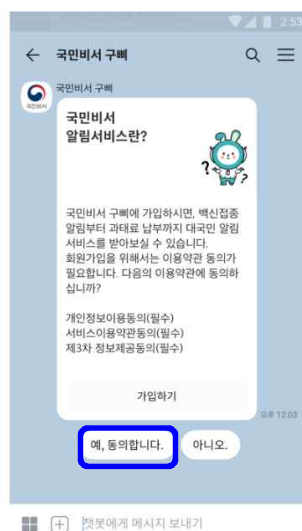 2:53
국민비서 구삐
국민비서 구삐
국민비서
알림서비스란?
국민비서 구삐에 가입하시면, 백신접종
알림부터 과태료 납부까지 대국민 알림
서비스를 받아보실 수 있습니다.
회원가입을 위해서는 이용약관 동의가
필요합니다. 다음의 이용약관에 동의하
십니까?
개인정보이용동의(필수)
서비스이용약관동의(필수)
제3차 정보제공동의(필수)
가입하기
오후 12:03
예, 동의합니다.
아니오.
챗봇에게 메시지 보내기